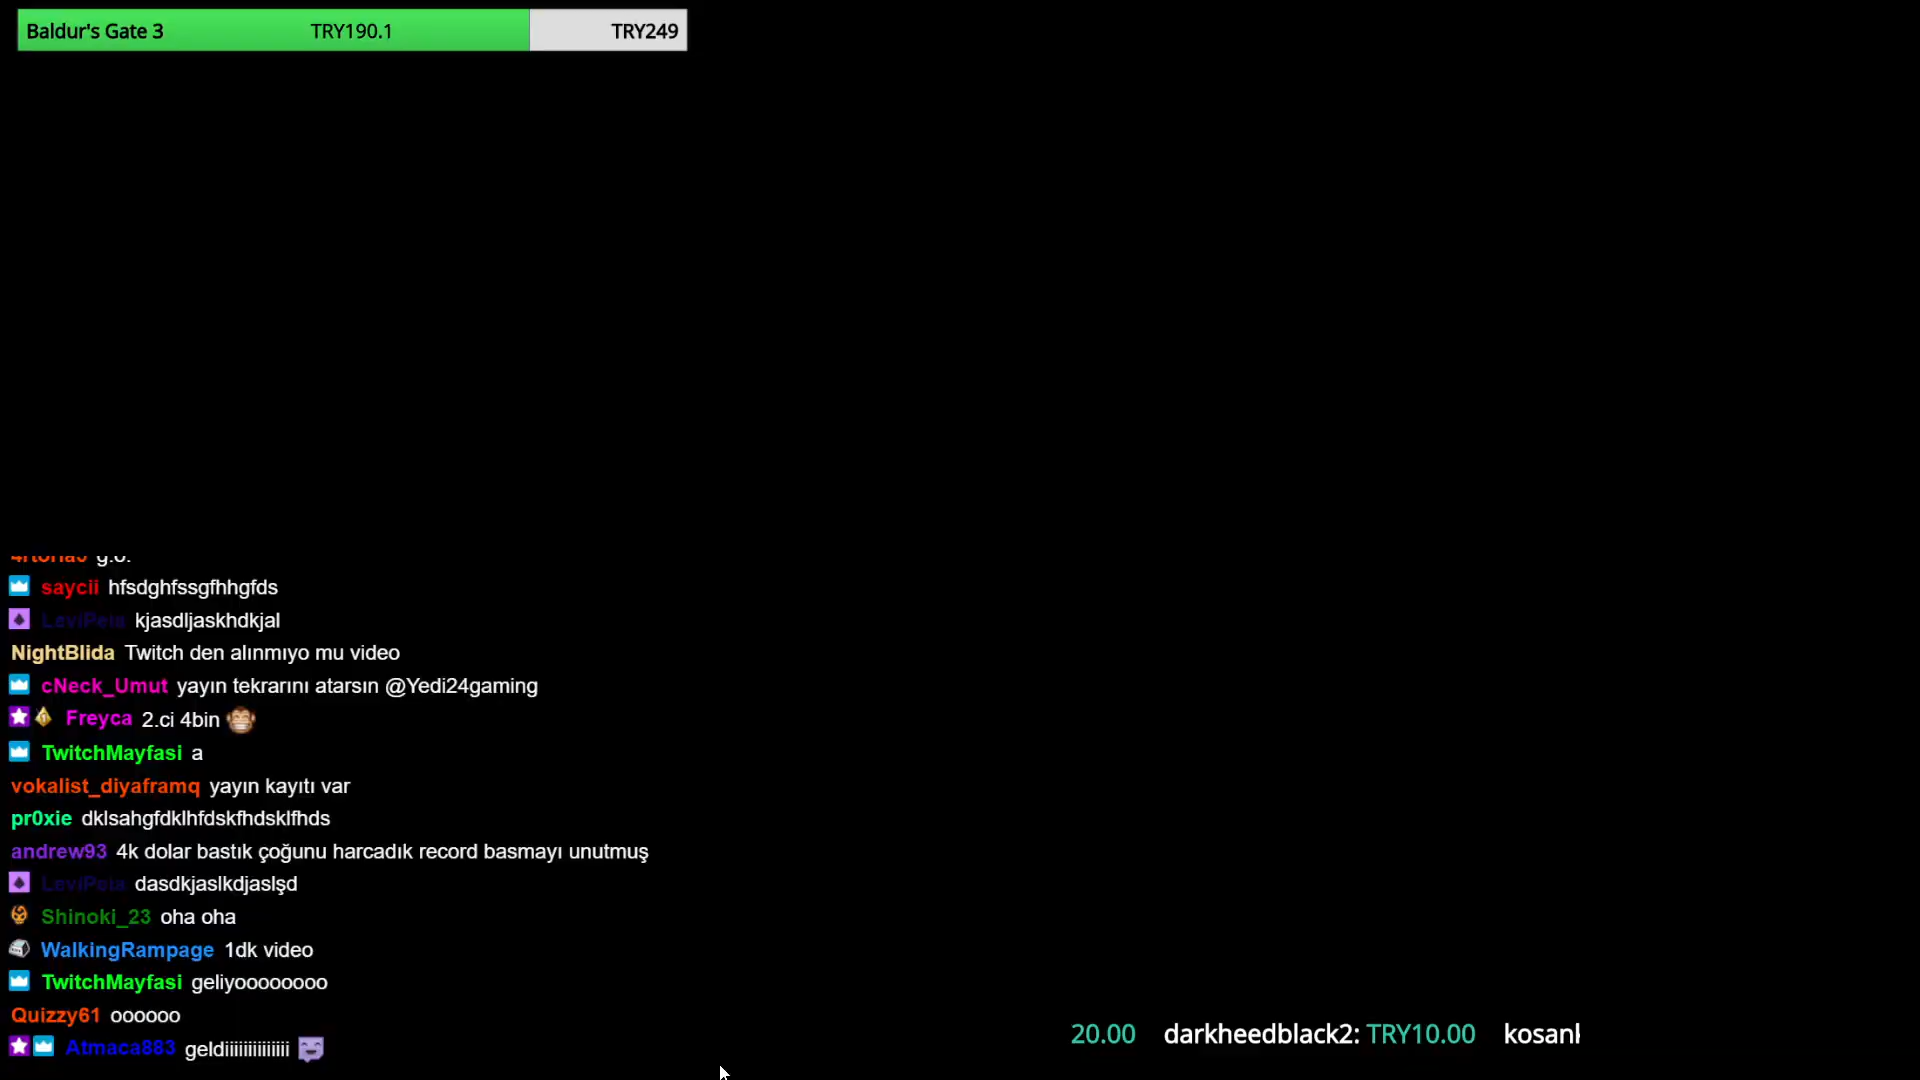 Baldur's Gate 3 TRY190.1 TRY249
g.o.
saycii hfsdghfssgfhhgfds
LeviPeia kjasdljaskhdkjal
NightBlida Twitch den alınmıyo mu video
cNeck_Umut yayın tekrarını atarsın @Yedi24gaming
Freyca 2.ci 4bin
TwitchMayfasi a
vokalist_diyaframq yayın kayıtı var
pr0xie dklsahgfdklhfdskfhdsklfhds
andrew93 4k dolar bastık çoğunu harcadık record basmayı unutmuş
LeviPeia dasdkjaslkdjaslşd
Shinoki_23 oha oha
WalkingRampage 1dk video
TwitchMayfasi geliyoooooooo
Quizzy61 oooooo
Atmaca883 geldiiiiiiiiiiiiii
20.00 darkheedblack2: TRY10.00